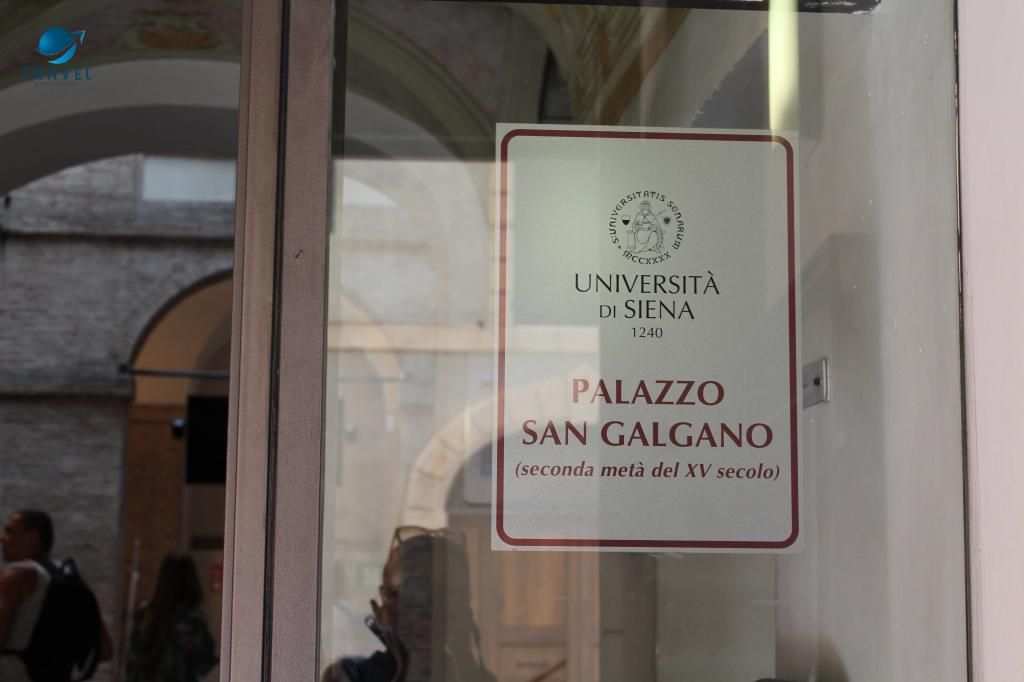 TRAVEL
S·UNIVERSITATIS SENARUM
MCCXXXX
UNIVERSITÀ
DI SIENA
1240
PALAZZO
SAN GALGANO
(seconda metà del XV secolo)